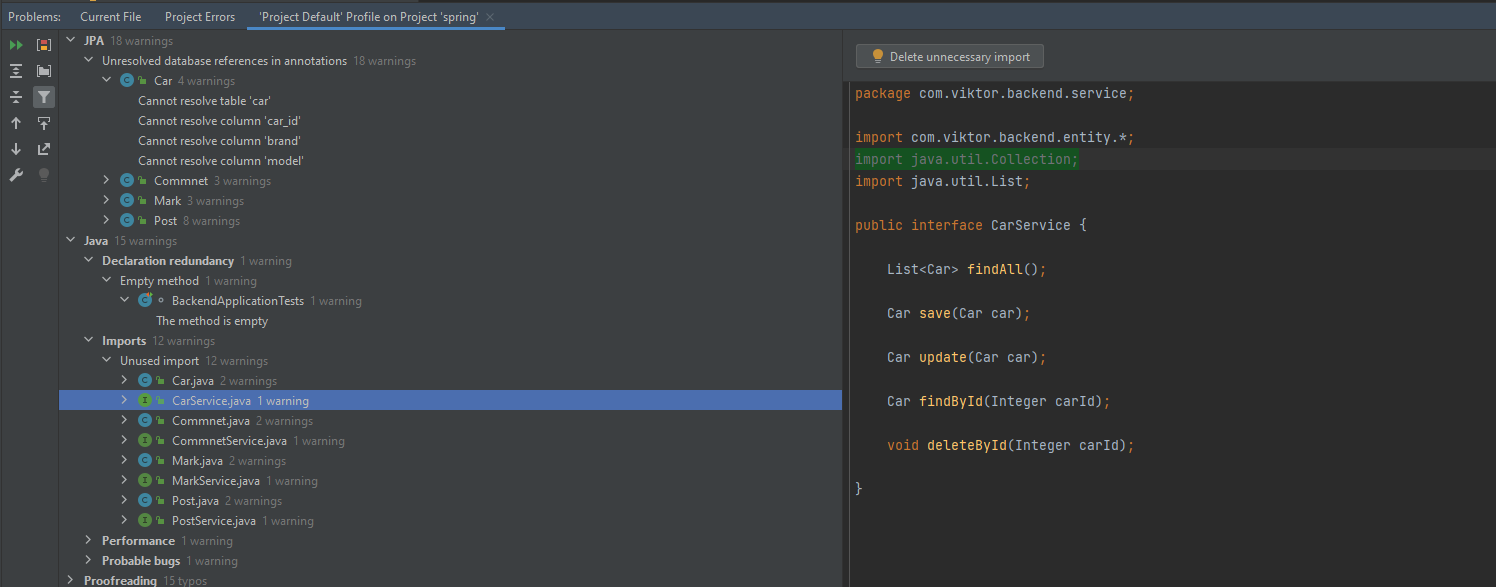 Problems: Current File Project Errors 'Project Default' Profile on Project 'spring'
JPA 18 warnings
Unresolved database references in annotations 18 warnings
Car 4 warnings
Cannot resolve table 'car'
Cannot resolve column 'car_id'
Cannot resolve column 'brand'
Cannot resolve column 'model'
Commnet 3 warnings
Mark 3 warnings
Post 8 warnings
Java 15 warnings
Declaration redundancy 1 warning
Empty method 1 warning
BackendApplicationTests 1 warning
The method is empty
Imports 12 warnings
Unused import 12 warnings
Car.java 2 warnings
CarService.java 1 warning
Commnet.java 2 warnings
CommnetService.java 1 warning
Mark.java 2 warnings
MarkService.java 1 warning
Post.java 2 warnings
PostService.java 1 warning
Performance 1 warning
Probable bugs 1 warning
Proofreading 15 typos
Delete unnecessary import
package com.viktor.backend.service;
import com.viktor.backend.entity.*;
import java.util.Collection;
import java.util.List;
public interface CarService {
List<Car> findAll();
Car save(Car car);
Car update(Car car);
Car findById(Integer carId);
void deleteById(Integer carId);
}